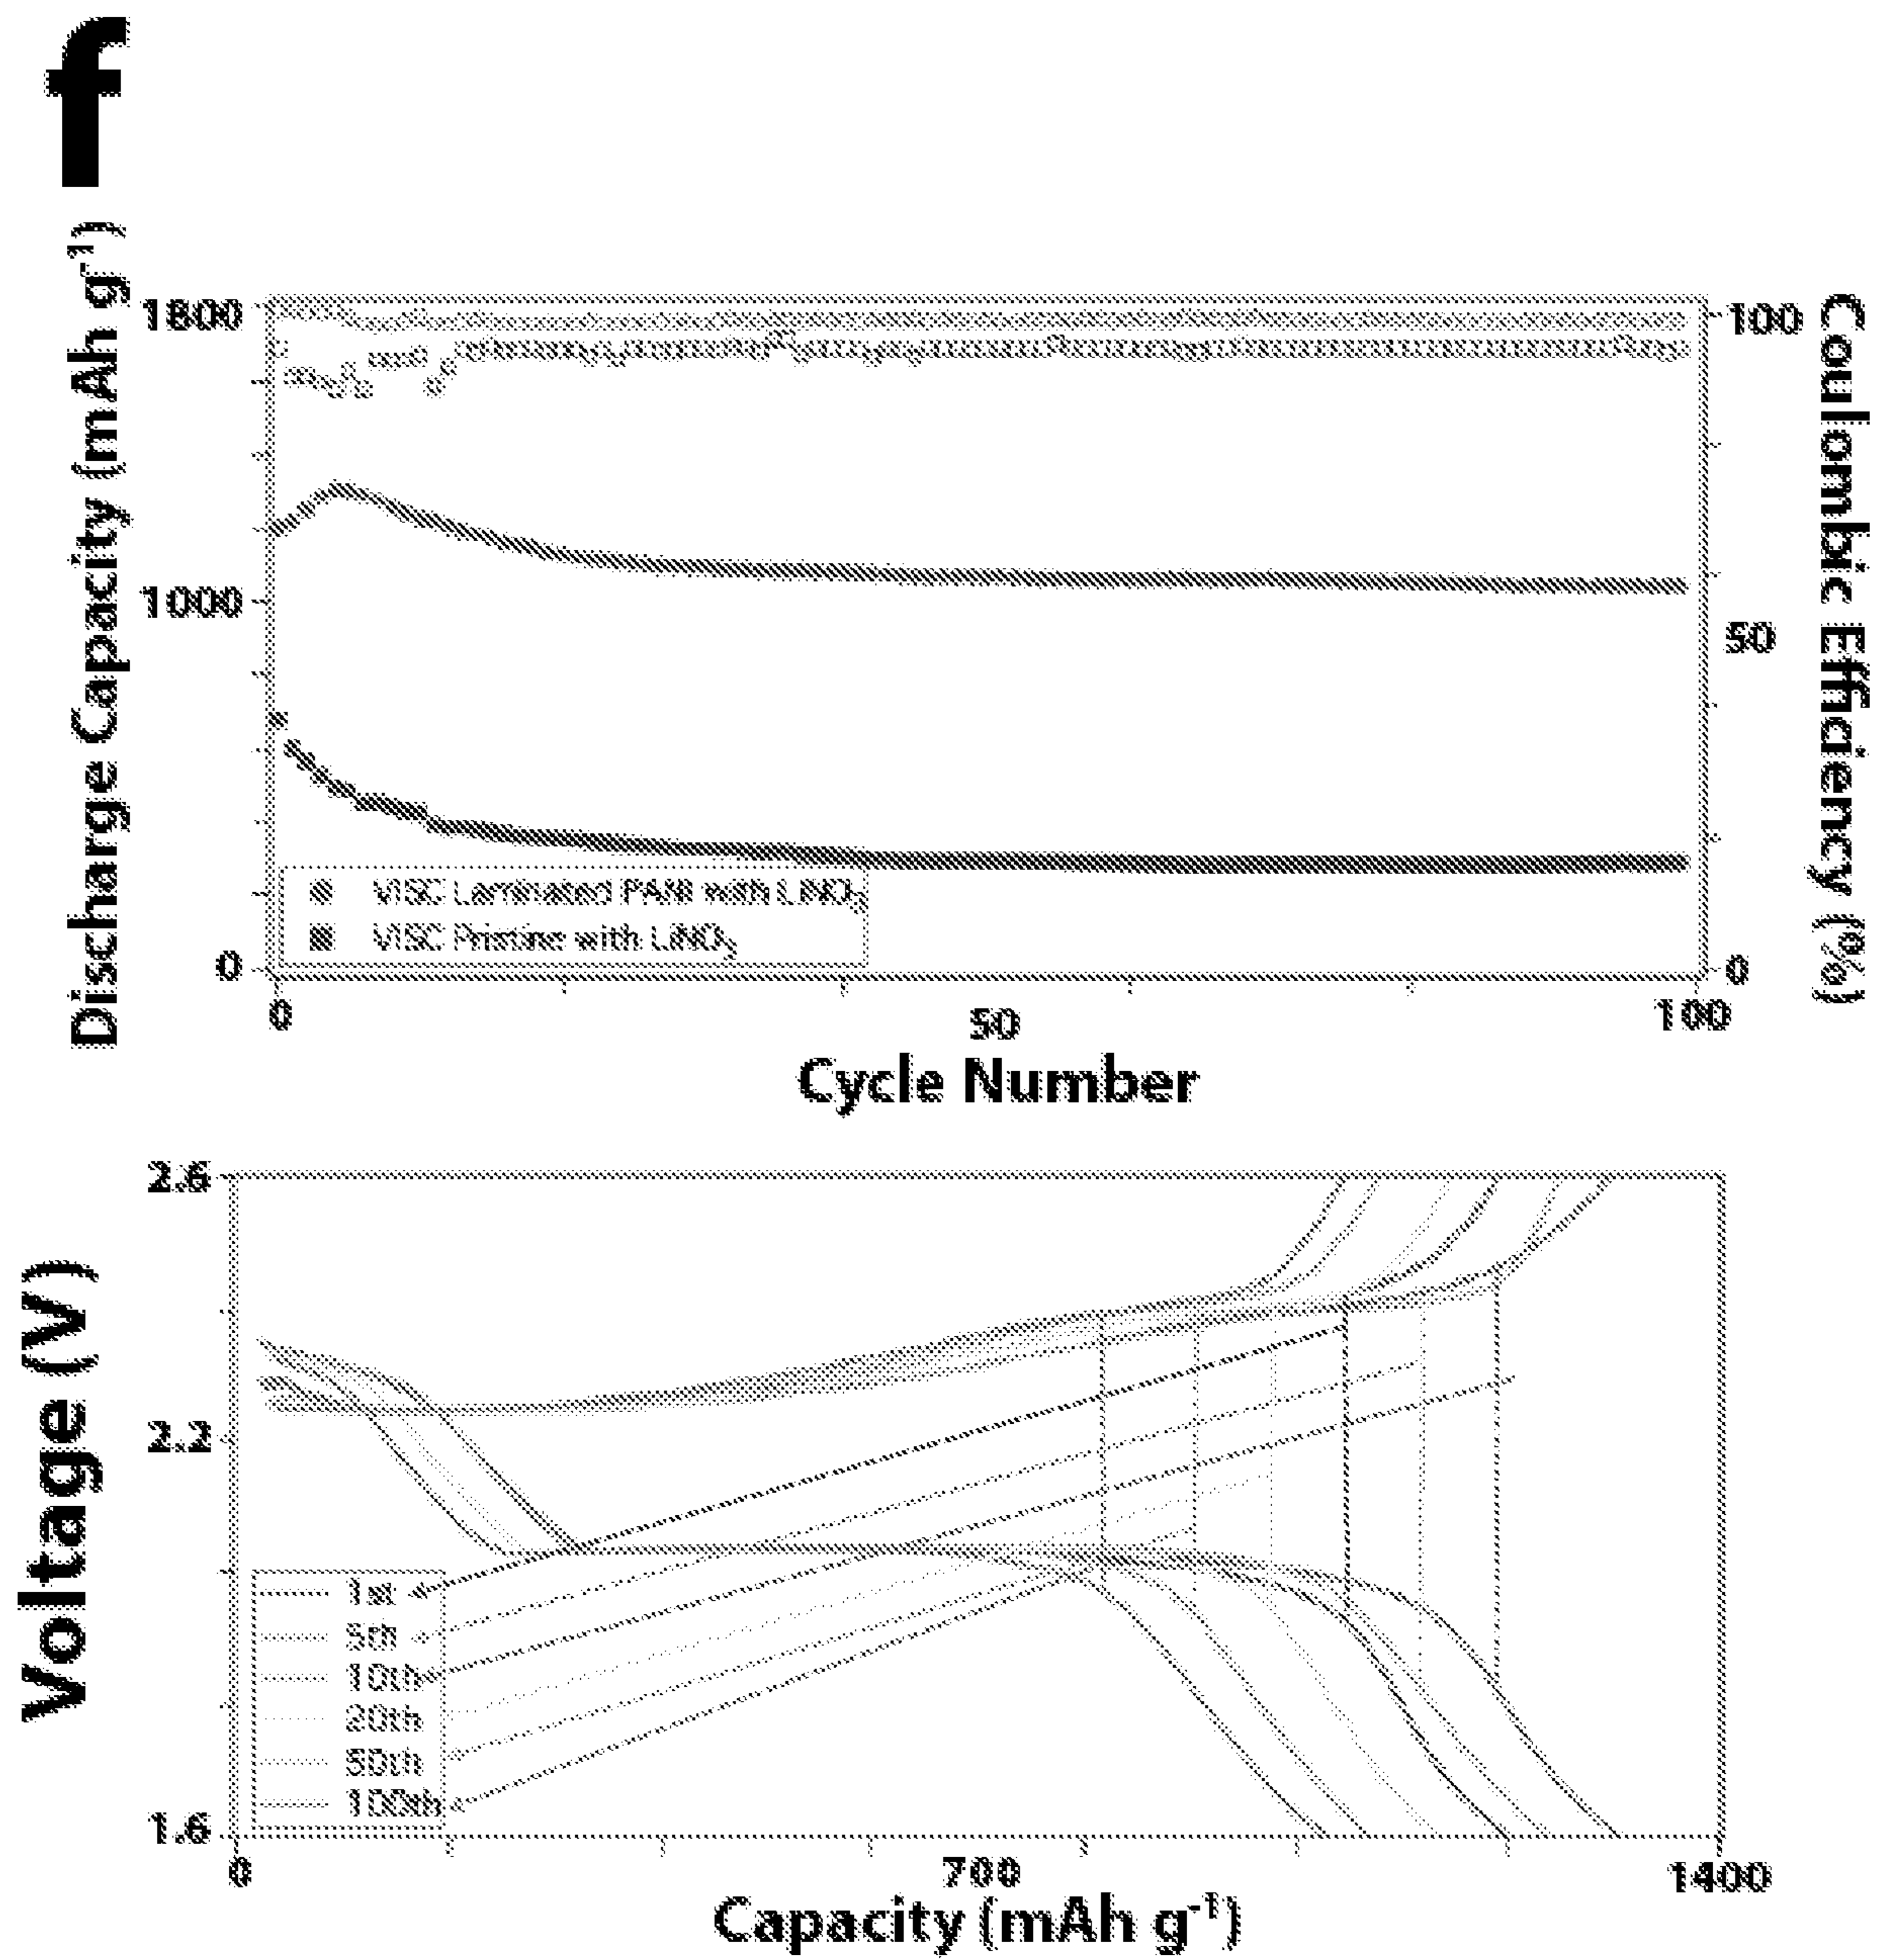 f
Discharge Capacity (mAh g⁻¹)
1800
1000
0
100
50
0
Coulombic Efficiency (%)
VISC Laminated PANI with LiNO₃
VISC Pristine with LiNO₃
0
50
100
Cycle Number
Voltage (V)
2.6
2.2
1.6
1st
5th
10th
20th
50th
100th
0
700
1400
Capacity (mAh g⁻¹)